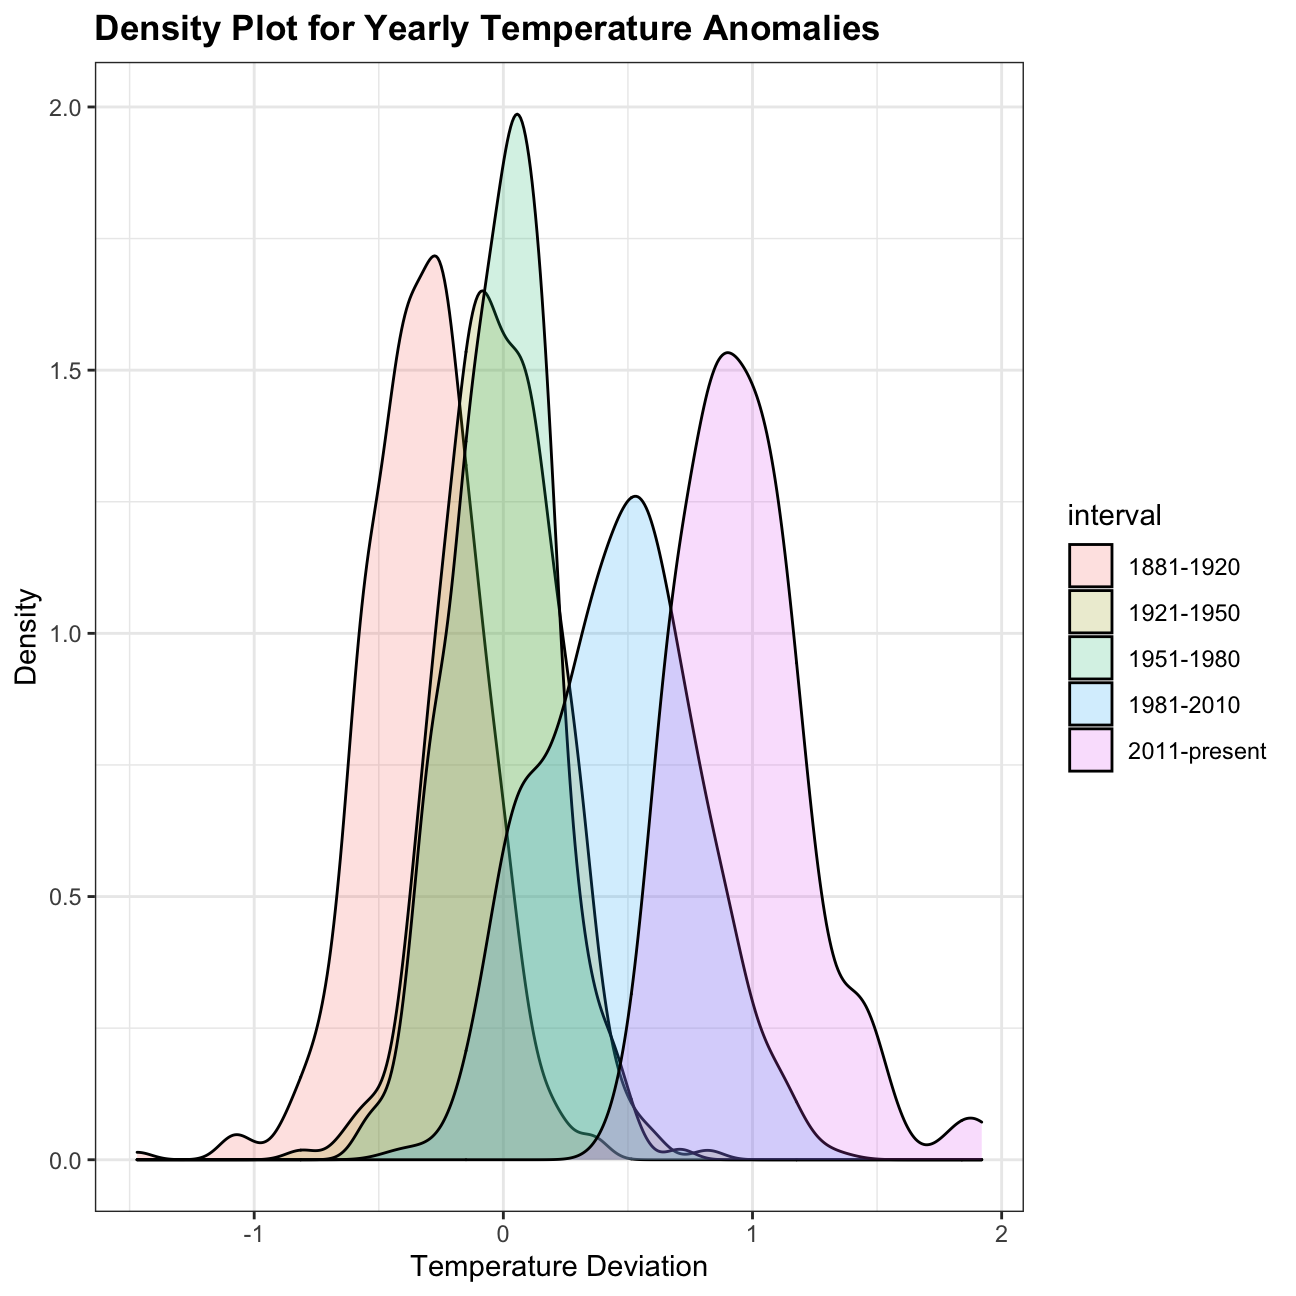 Density Plot for Yearly Temperature Anomalies
2.0
1.5
1.0
0.5
0.0
Density
-1
0
1
2
Temperature Deviation
interval
1881-1920
1921-1950
1951-1980
1981-2010
2011-present